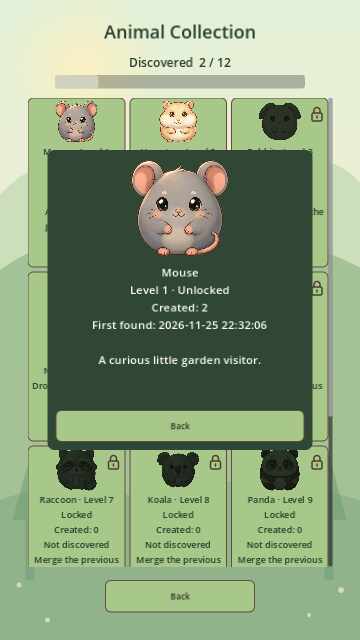 Animal Collection
Discovered 2 / 12
Mouse
Level 1 · Unlocked
Created: 2
First found: 2026-11-25 22:32:06
A curious little garden visitor.
Back
Raccoon · Level 7
Locked
Created: 0
Not discovered
Merge the previous
Koala · Level 8
Locked
Created: 0
Not discovered
Merge the previous
Panda · Level 9
Locked
Created: 0
Not discovered
Merge the previous
Back